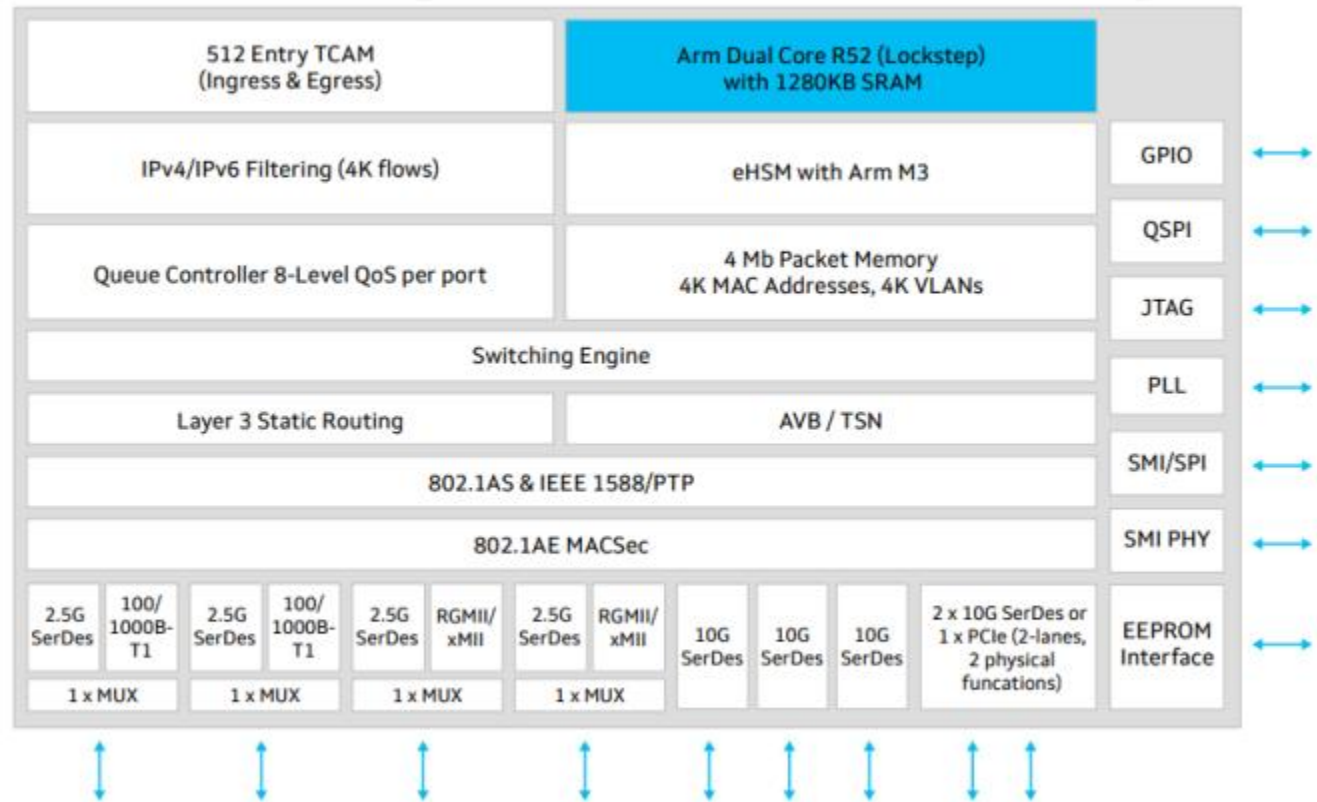 512 Entry TCAM
(Ingress & Egress)
Arm Dual Core R52 (Lockstep)
with 1280KB SRAM
IPv4/IPv6 Filtering (4K flows)
eHSM with Arm M3
GPIO
QSPI
Queue Controller 8-Level QoS per port
4 Mb Packet Memory
4K MAC Addresses, 4K VLANs
JTAG
Switching Engine
PLL
Layer 3 Static Routing
AVB / TSN
802.1AS & IEEE 1588/PTP
SMI/SPI
802.1AE MACSec
SMI PHY
2.5G
SerDes
100/
1000B-
T1
2.5G
SerDes
100/
1000B-
T1
2.5G
SerDes
RGMII/
xMII
2.5G
SerDes
RGMII/
xMII
10G
SerDes
10G
SerDes
10G
SerDes
2 x 10G SerDes or
1 x PCIe (2-lanes,
2 physical
funcations)
EEPROM
Interface
1 x MUX
1 x MUX
1 x MUX
1 x MUX